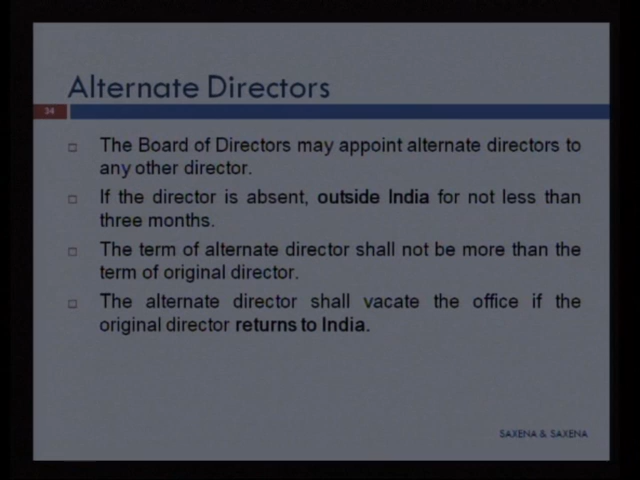 Alternate Directors
34
□ The Board of Directors may appoint alternate directors to
any other director.
□ If the director is absent, outside India for not less than
three months.
□ The term of alternate director shall not be more than the
term of original director.
□ The alternate director shall vacate the office if the
original director returns to India.
SAXENA & SAXENA